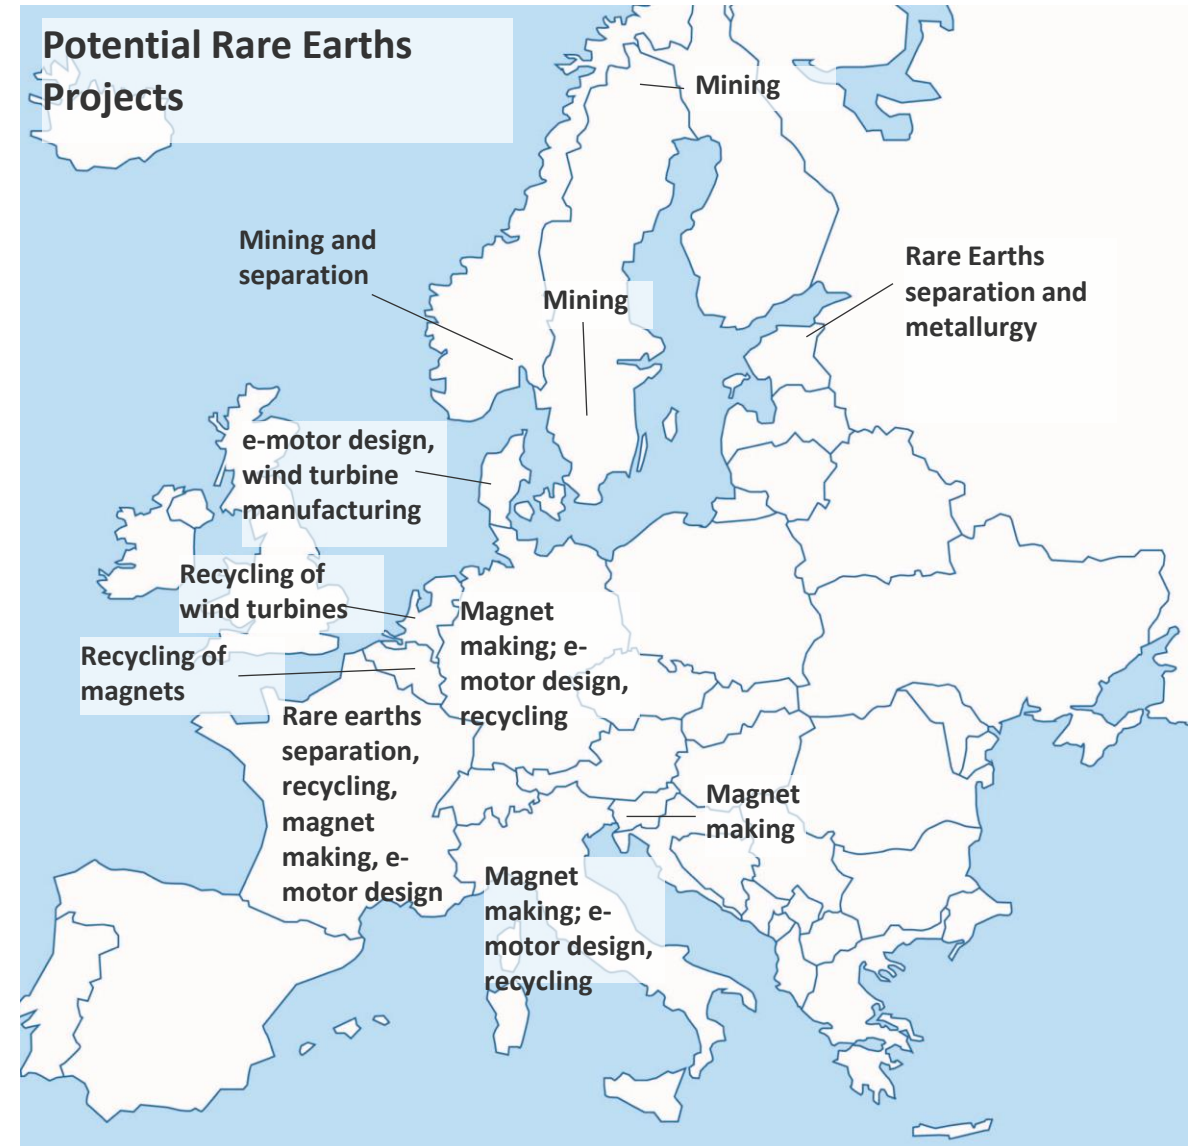 Potential Rare Earths
Projects
Mining
Mining and
separation
Rare Earths
separation and
metallurgy
Mining
e-motor design,
wind turbine
manufacturing
Recycling of
wind turbines
Magnet
making; e-
motor design,
recycling
Recycling of
magnets
Rare earths
separation,
recycling,
magnet
making, e-
motor design
Magnet
making
Magnet
making; e-
motor design,
recycling